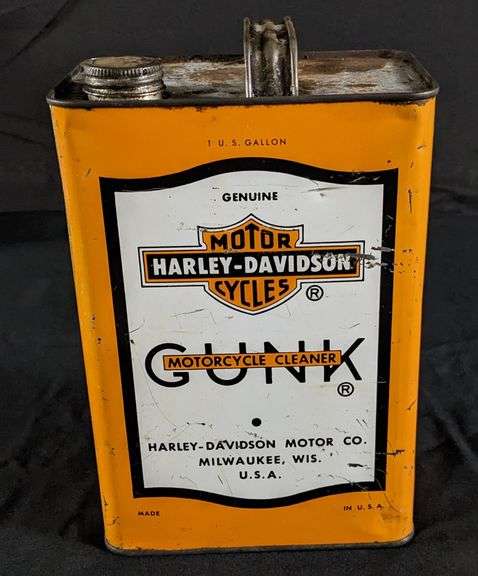 1 U.S. GALLON
GENUINE
MOTOR
HARLEY-DAVIDSON
CYCLES ®
GUNK
MOTORCYCLE CLEANER
®
HARLEY-DAVIDSON MOTOR CO.
MILWAUKEE, WIS.
U.S.A.
MADE IN U.S.A.